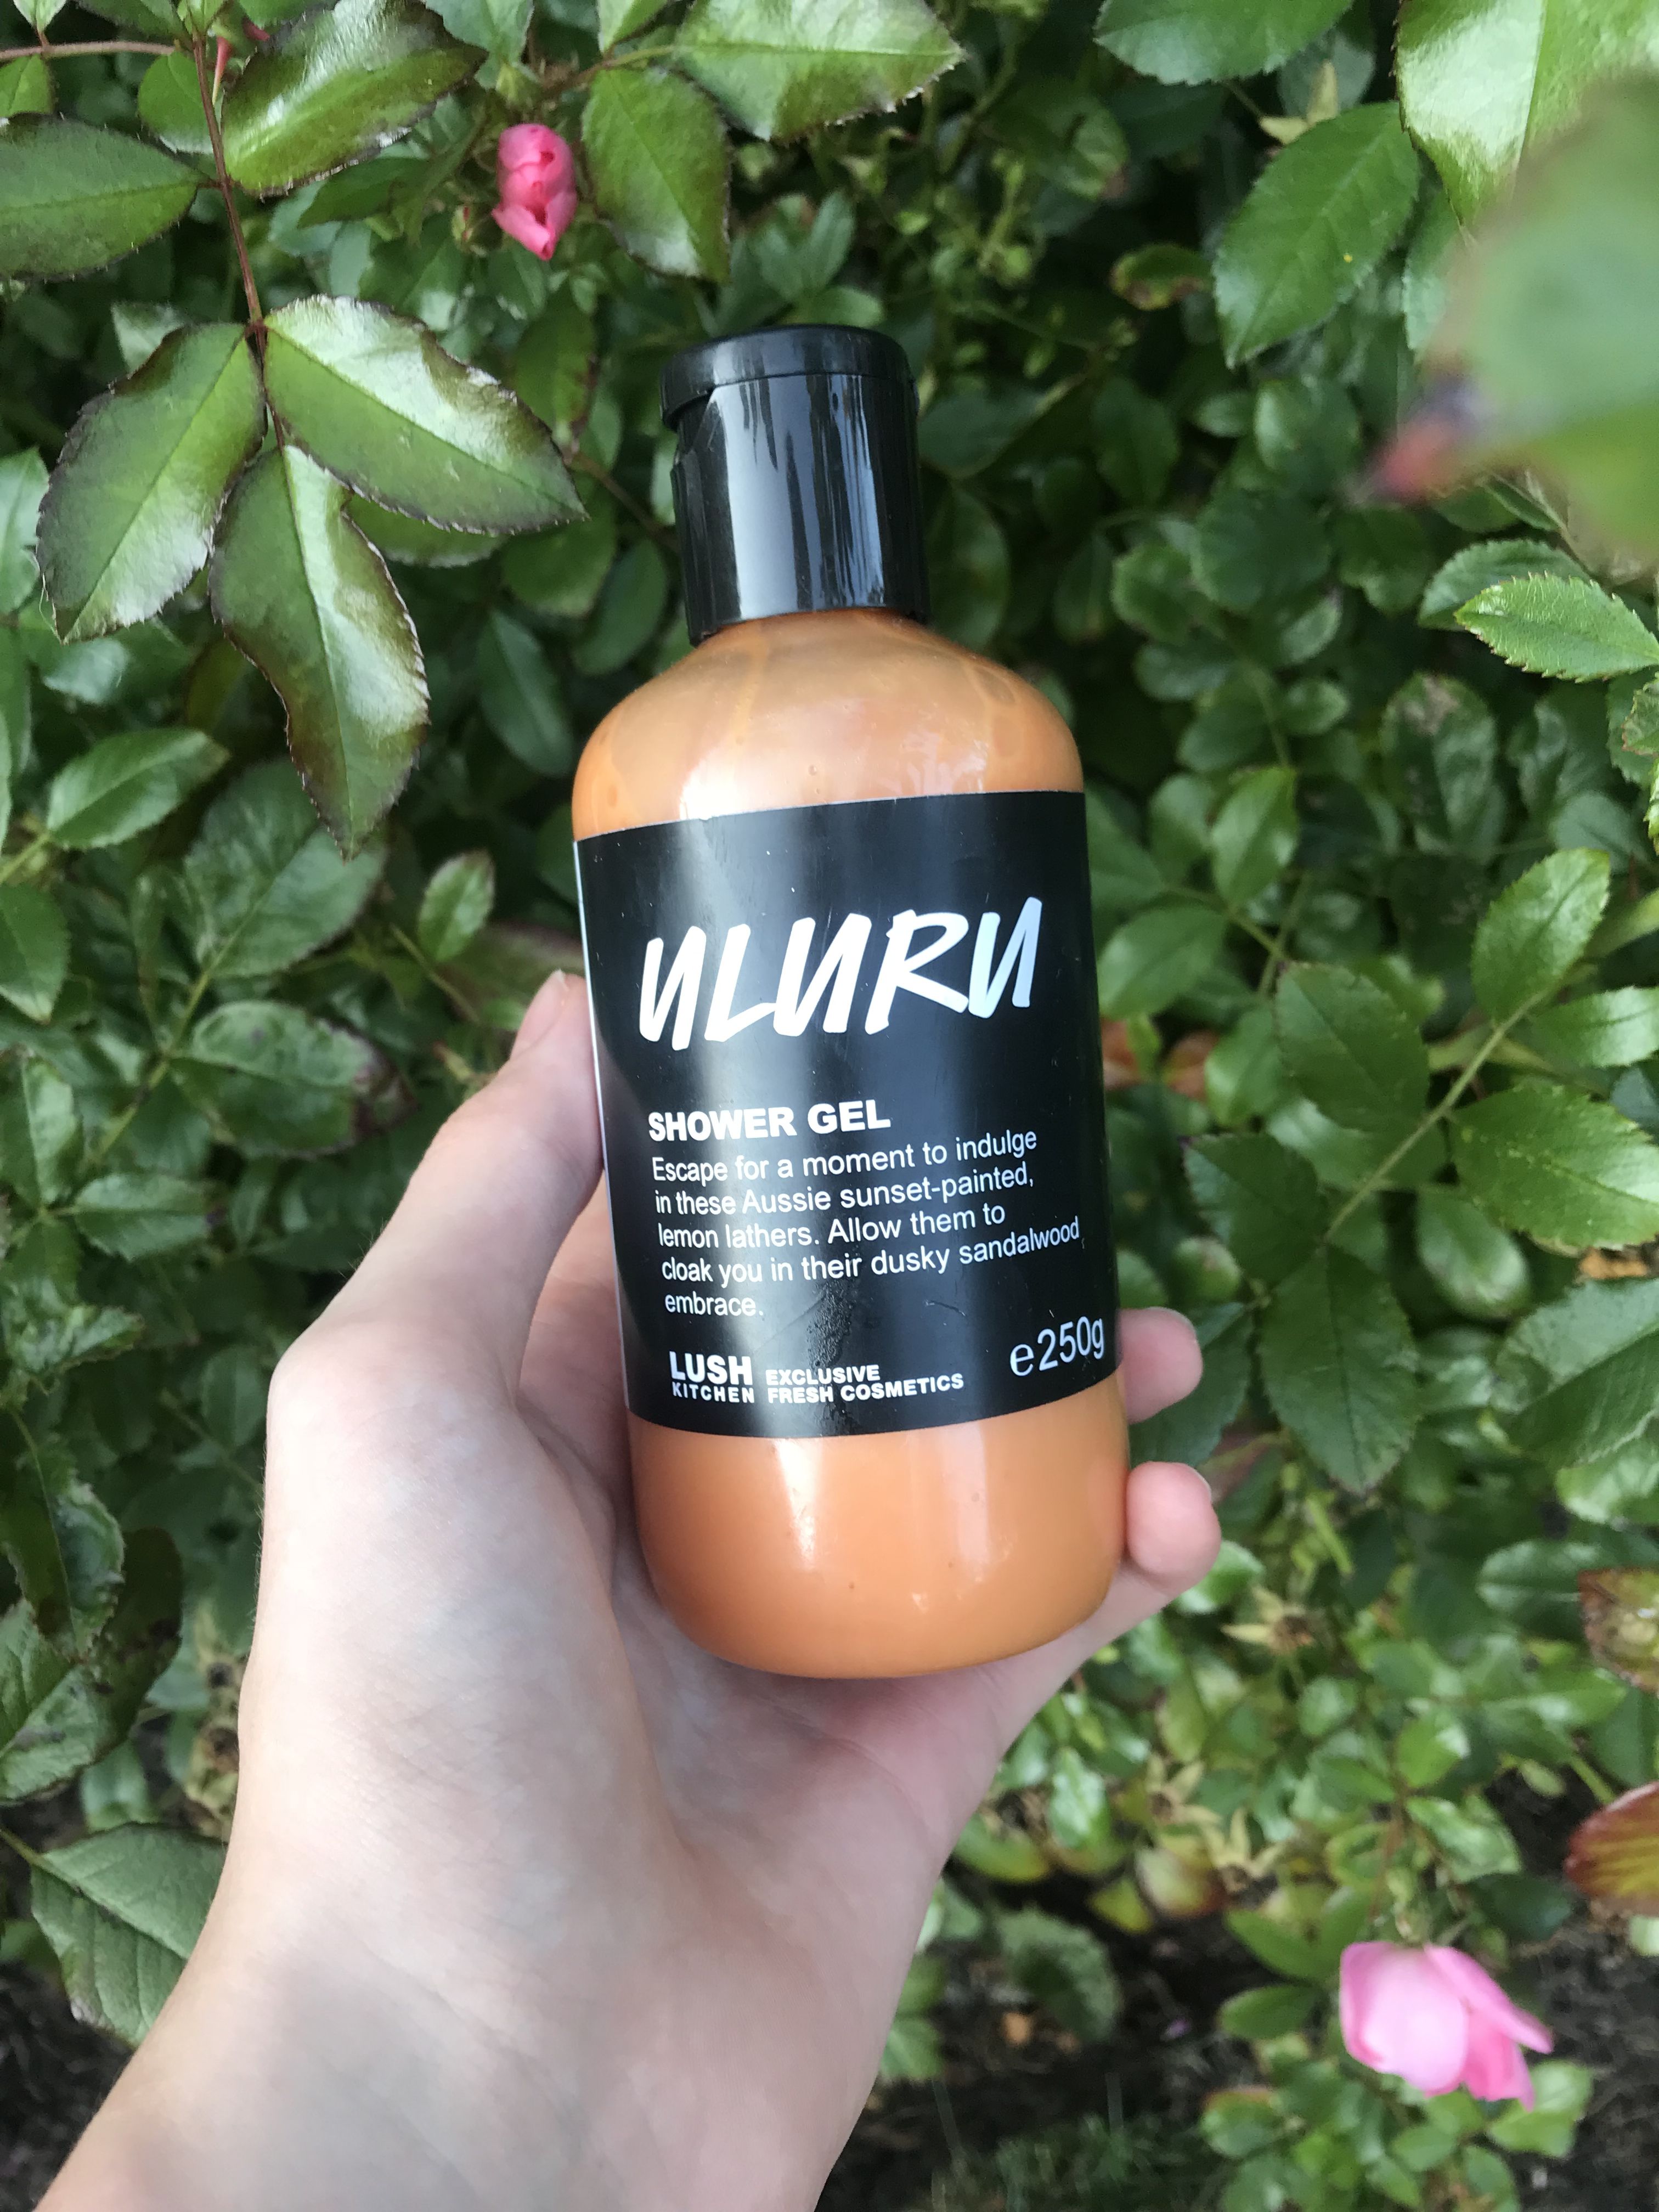 ULURU
SHOWER GEL
Escape for a moment to indulge
in these Aussie sunset-painted,
lemon lathers. Allow them to
cloak you in their dusky sandalwood
embrace.
LUSH EXCLUSIVE
KITCHEN FRESH COSMETICS
℮250g